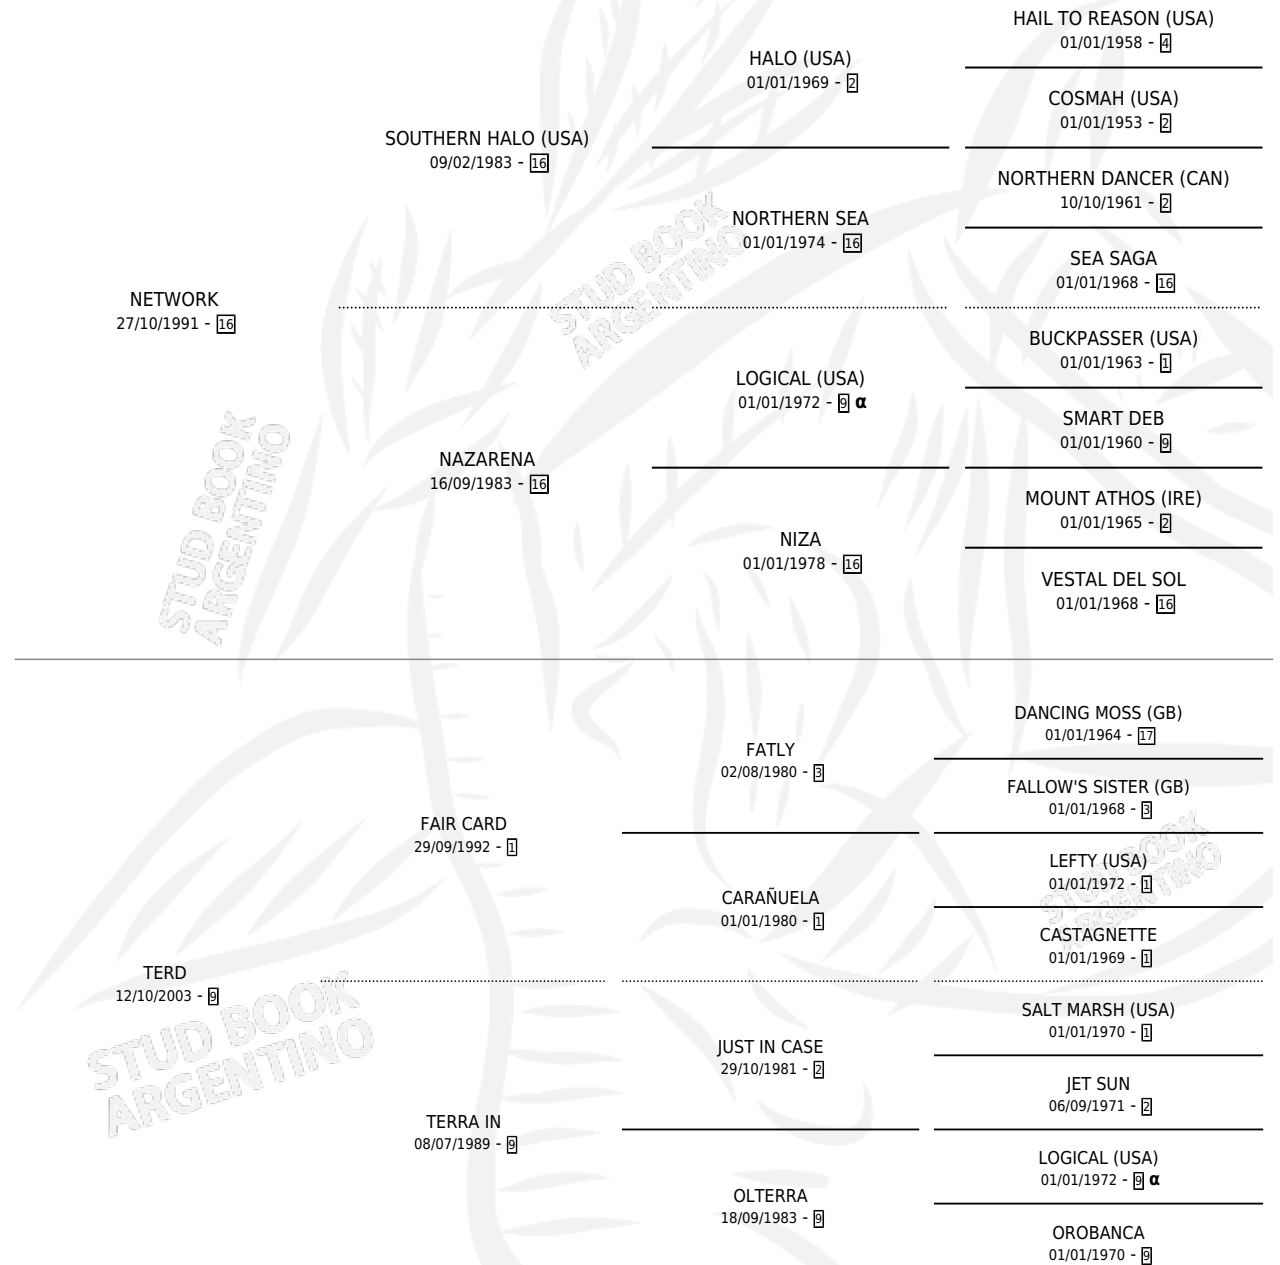 HAIL TO REASON (USA)
01/01/1958 - 4
HALO (USA)
01/01/1969 - 2
COSMAH (USA)
01/01/1953 - 2
SOUTHERN HALO (USA)
09/02/1983 - 16
NORTHERN DANCER (CAN)
10/10/1961 - 2
NORTHERN SEA
01/01/1974 - 16
SEA SAGA
01/01/1968 - 16
NETWORK
27/10/1991 - 16
BUCKPASSER (USA)
01/01/1963 - 1
LOGICAL (USA)
01/01/1972 - 9 α
SMART DEB
01/01/1960 - 9
NAZARENA
16/09/1983 - 16
MOUNT ATHOS (IRE)
01/01/1965 - 2
NIZA
01/01/1978 - 16
VESTAL DEL SOL
01/01/1968 - 16
STUD BOOK
ARGENTINO
STUD BOOK
ARGENTINO
DANCING MOSS (GB)
01/01/1964 - 17
FATLY
02/08/1980 - 3
FALLOW'S SISTER (GB)
01/01/1968 - 3
FAIR CARD
29/09/1992 - 1
LEFTY (USA)
01/01/1972 - 1
CARAÑUELA
01/01/1980 - 1
CASTAGNETTE
01/01/1969 - 1
TERD
12/10/2003 - 9
SALT MARSH (USA)
01/01/1970 - 1
JUST IN CASE
29/10/1981 - 2
JET SUN
06/09/1971 - 2
TERRA IN
08/07/1989 - 9
LOGICAL (USA)
01/01/1972 - 9 α
OLTERRA
18/09/1983 - 9
OROBANCA
01/01/1970 - 9
STUD BOOK
ARGENTINO
STUD BOOK
ARGENTINO